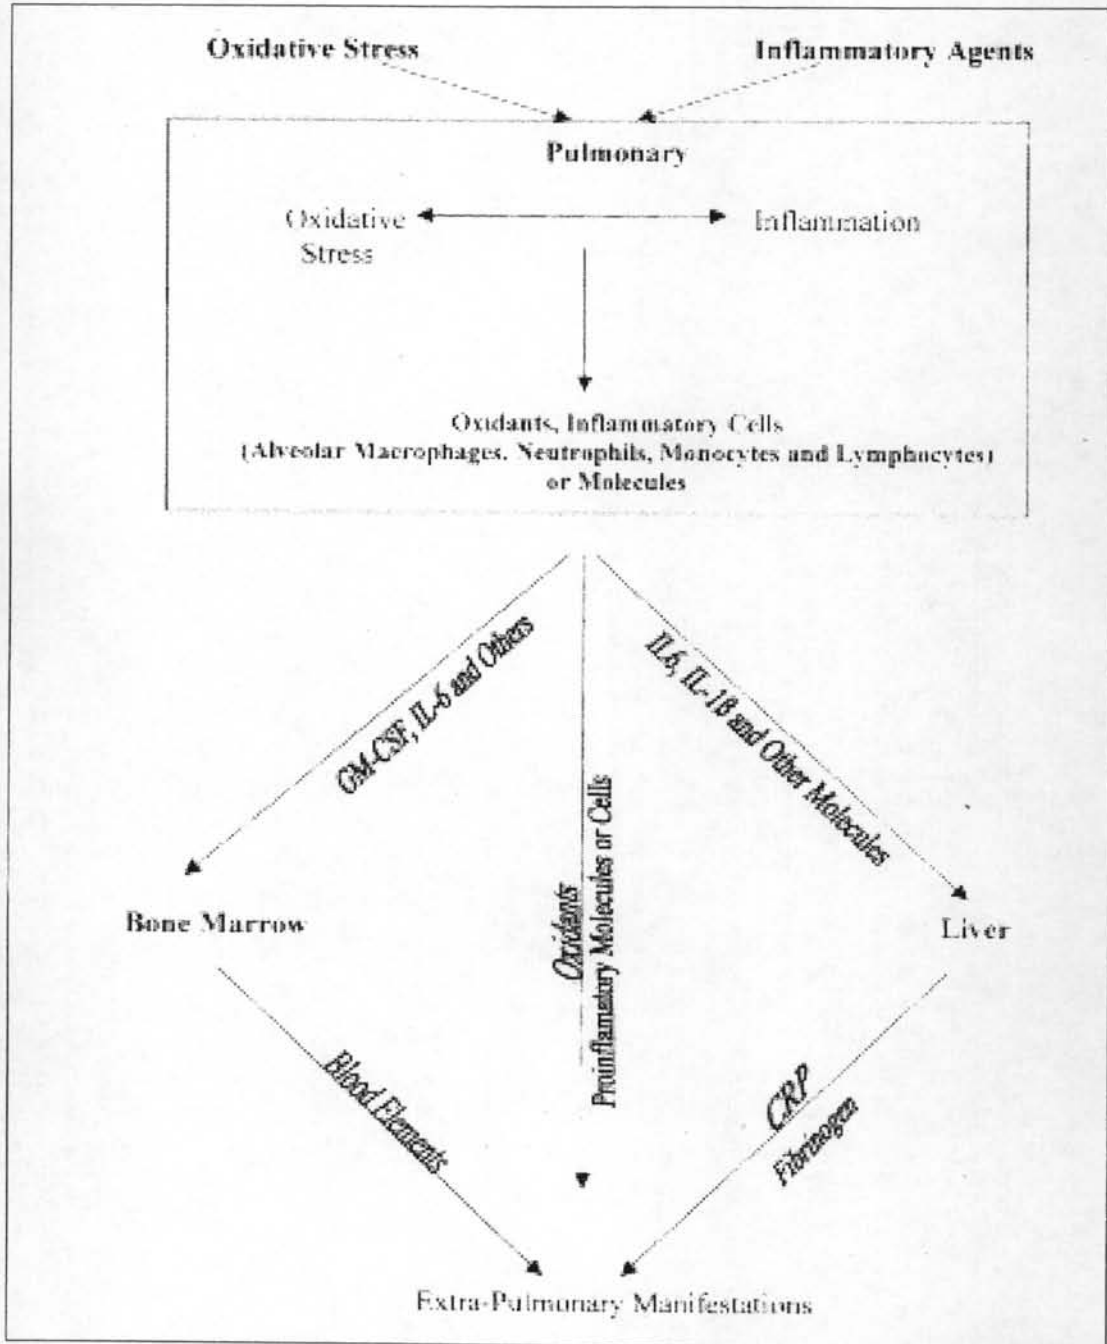 Oxidative Stress
Inflammatory Agents
Pulmonary
Oxidative
Stress
Inflammation
Oxidants, Inflammatory Cells
(Alveolar Macrophages, Neutrophils, Monocytes and Lymphocytes)
or Molecules
GM-CSF, IL-6 and Others
Oxidants
Proinflamatory Molecules or Cells
IL6, IL-1B and Other Molecules
Bone Marrow
Liver
Blood Elements
CRP
Fibrinogen
Extra-Pulmonary Manifestations